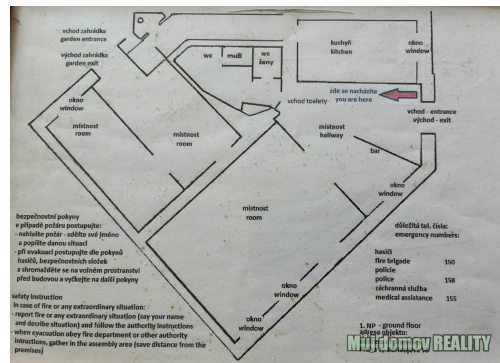 vchod zahrádka
garden entrance
východ zahrádka
garden exit
wc
muži
wc
ženy
kuchyň
kitchen
okno
window
zde se nacházíte
you are here
vchod toalety
vchod - entrance
východ - exit
okno
window
místnost
room
místnost
room
místnost
hallway
bar
okno
window
místnost
room
okno
window
okno
window
bezpečnostní pokyny
v případě požáru postupujte:
- nahlašte požár - sdělte své jméno
a popište danou situaci
- při evakuaci postupujte dle pokynů
hasičů, bezpečnostních složek
a shromážděte se na volném prostranství
před budovou a vyčkejte na další pokyny
safety instruction
in case of fire or any extraordinary situation:
- report fire or any extraordinary situation (say your name
and decribe situation) and follow the authority instructions
- when eyacuation obey fire department or other authority
intructions, gather in the assembly area (save distance from the
premises)
důležitá tel. čísla:
emergency numbers:
hasiči
fire brigade 150
policie
police 158
záchranná služba
medical assistance 155
1. NP - ground floor
adresa objektu:
Můj domov REALITY